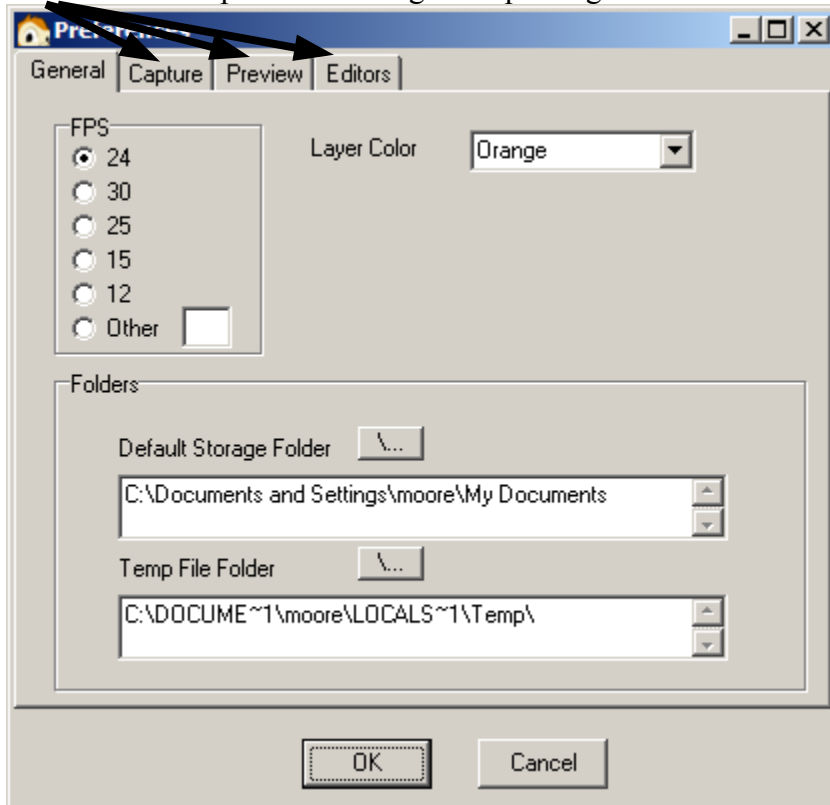 Preferences
General Capture Preview Editors
FPS
24
30
25
15
12
Other
Layer Color Orange
Folders
Default Storage Folder \...
C:\Documents and Settings\moore\My Documents
Temp File Folder \...
C:\DOCUME~1\moore\LOCALS~1\Temp\
OK Cancel